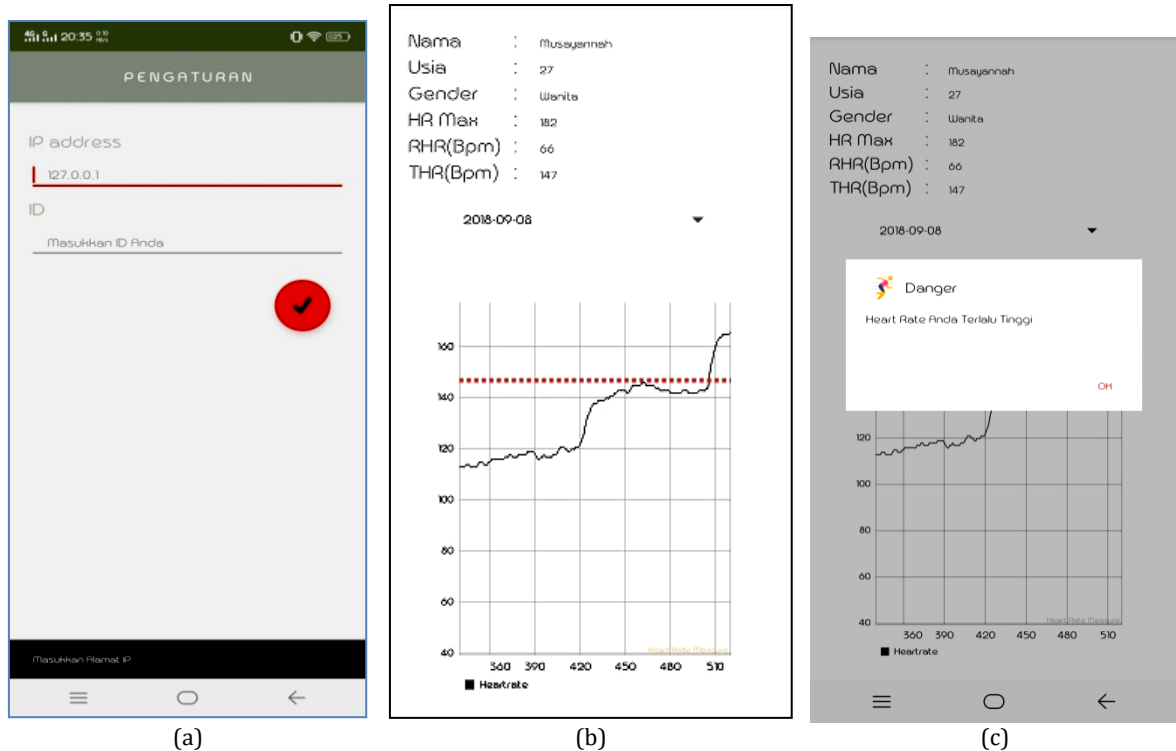 20:35
PENGATURAN
IP address
127.0.0.1
ID
Masukkan ID Anda
Masukkan Alamat IP
(a)
Nama : Musayannah
Usia : 27
Gender : Wanita
HR Max : 182
RHR(Bpm) : 66
THR(Bpm) : 147
2018-09-08
160
140
120
100
80
60
40
360 390 420 450 480 510
Heart Rate Measure
Heartrate
(b)
Nama : Musayannah
Usia : 27
Gender : Wanita
HR Max : 182
RHR(Bpm) : 66
THR(Bpm) : 147
2018-09-08
Danger
Heart Rate Anda Terlalu Tinggi
OK
120
100
80
60
40
Heart Rate Measure
360 390 420 450 480 510
Heartrate
(c)